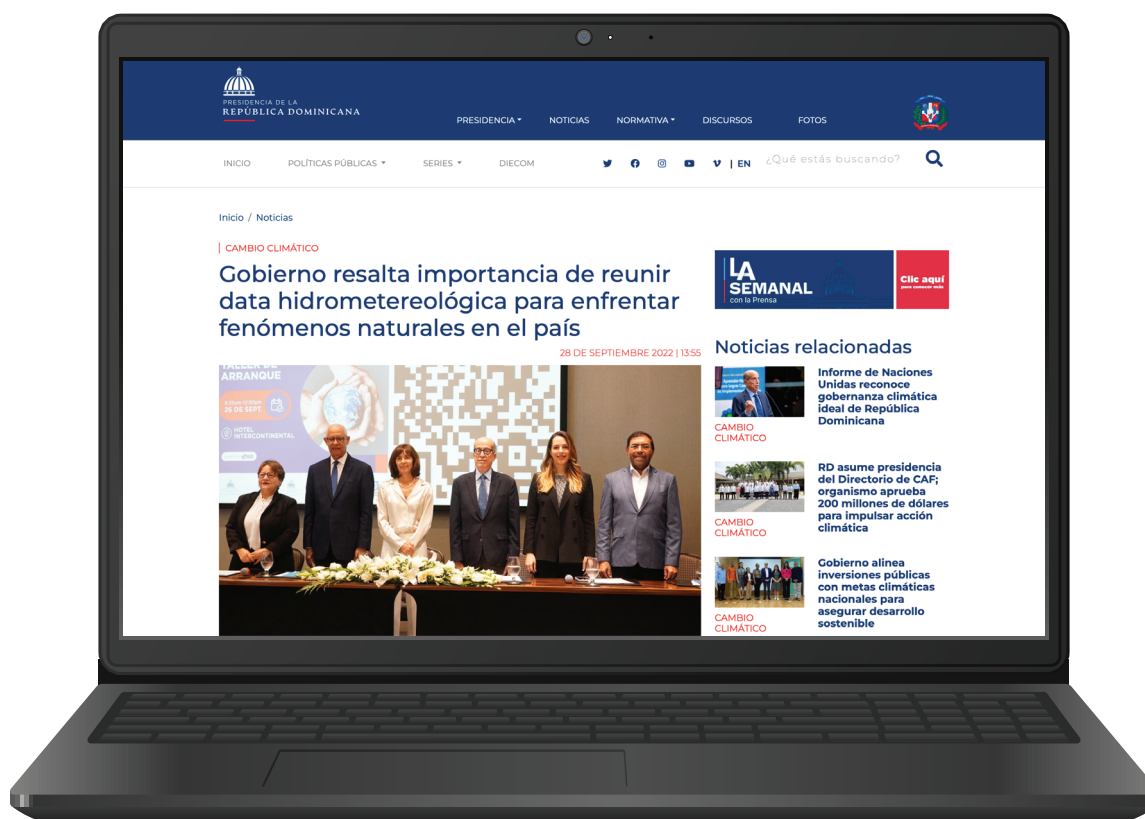 PRESIDENCIA DE LA
REPÚBLICA DOMINICANA
PRESIDENCIA
NOTICIAS
NORMATIVA
DISCURSOS
FOTOS
INICIO
POLÍTICAS PÚBLICAS
SERIES
DIECOM
| EN
¿Qué estás buscando?
Inicio / Noticias
CAMBIO CLIMÁTICO
Gobierno resalta importancia de reunir
data hidrometereológica para enfrentar
fenómenos naturales en el país
28 DE SEPTIEMBRE 2022 | 13:55
TALLER DE
ARRANQUE
26 DE SEPT.
HOTEL
INTERCONTINENTAL
LA
SEMANAL
con la Prensa
Clic aquí
para conocer más
Noticias relacionadas
Informe de Naciones
Unidas reconoce
gobernanza climática
ideal de República
Dominicana
CAMBIO
CLIMÁTICO
RD asume presidencia
del Directorio de CAF;
organismo aprueba
200 millones de dólares
para impulsar acción
climática
CAMBIO
CLIMÁTICO
Gobierno alinea
inversiones públicas
con metas climáticas
nacionales para
asegurar desarrollo
sostenible
CAMBIO
CLIMÁTICO